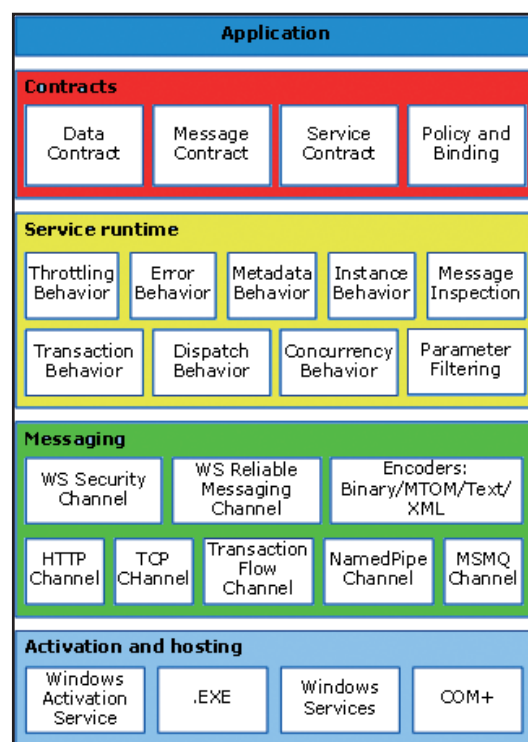 Application
Contracts
Data
Contract
Message
Contract
Service
Contract
Policy and
Binding
Service runtime
Throttling
Behavior
Error
Behavior
Metadata
Behavior
Instance
Behavior
Message
Inspection
Transaction
Behavior
Dispatch
Behavior
Concurrency
Behavior
Parameter
Filtering
Messaging
WS Security
Channel
WS Reliable
Messaging
Channel
Encoders:
Binary/MTOM/Text/
XML
HTTP
Channel
TCP
CHannel
Transaction
Flow
Channel
NamedPipe
Channel
MSMQ
Channel
Activation and hosting
Windows
Activation
Service
.EXE
Windows
Services
COM+